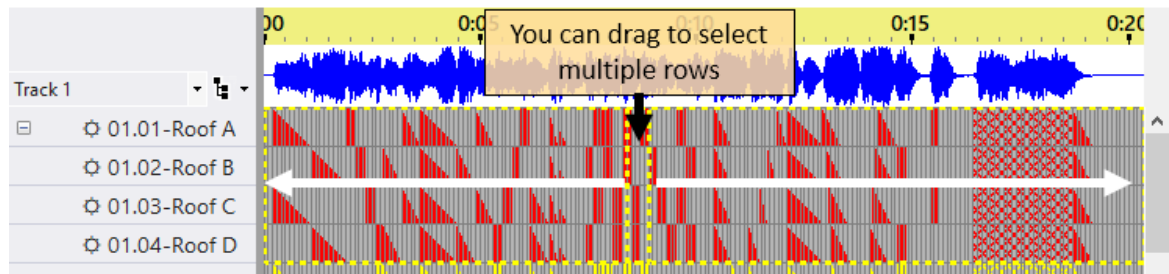 00 0:05 0:10 0:15 0:20
You can drag to select
multiple rows
Track 1
01.01-Roof A
01.02-Roof B
01.03-Roof C
01.04-Roof D